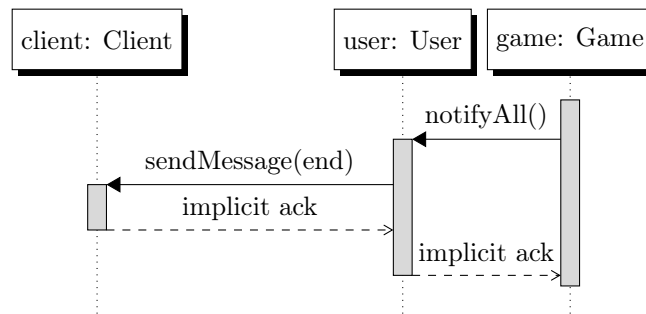 client: Client
user: User
game: Game
notifyAll()
sendMessage(end)
implicit ack
implicit ack